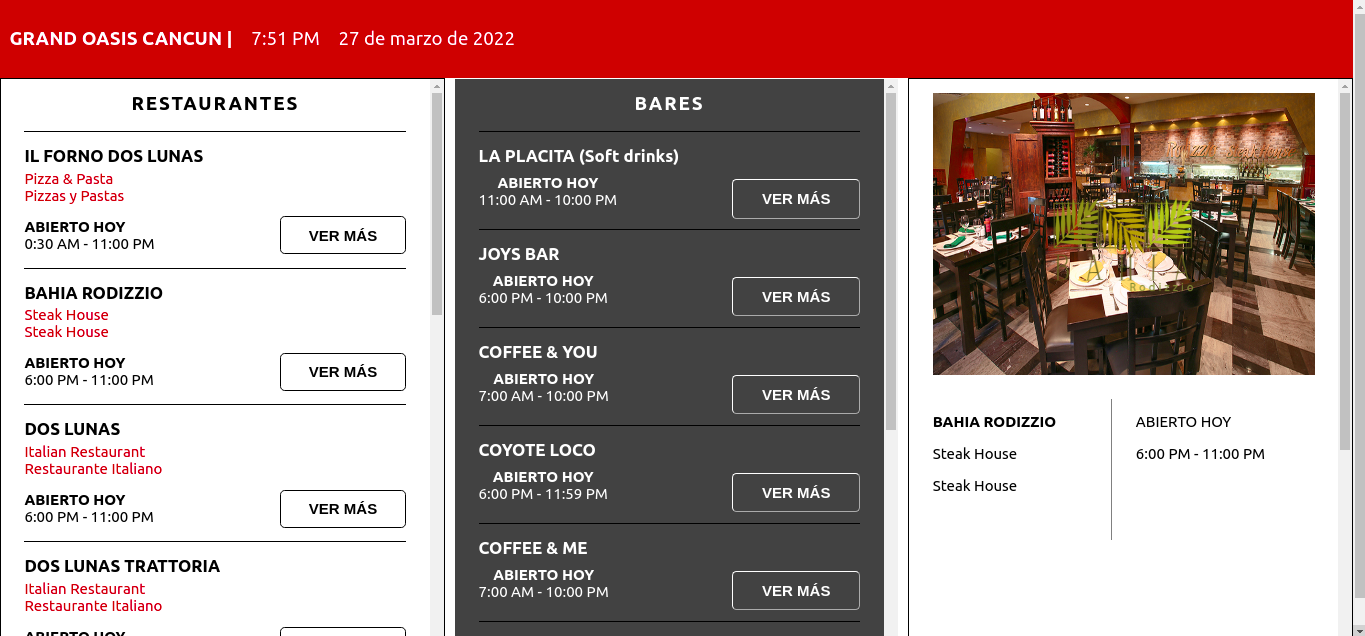 GRAND OASIS CANCUN | 7:51 PM 27 de marzo de 2022
RESTAURANTES
IL FORNO DOS LUNAS
Pizza & Pasta
Pizzas y Pastas
ABIERTO HOY
0:30 AM - 11:00 PM
VER MÁS
BAHIA RODIZZIO
Steak House
Steak House
ABIERTO HOY
6:00 PM - 11:00 PM
VER MÁS
DOS LUNAS
Italian Restaurant
Restaurante Italiano
ABIERTO HOY
6:00 PM - 11:00 PM
VER MÁS
DOS LUNAS TRATTORIA
Italian Restaurant
Restaurante Italiano
ABIERTO HOY
BARES
LA PLACITA (Soft drinks)
ABIERTO HOY
11:00 AM - 10:00 PM
VER MÁS
JOYS BAR
ABIERTO HOY
6:00 PM - 10:00 PM
VER MÁS
COFFEE & YOU
ABIERTO HOY
7:00 AM - 10:00 PM
VER MÁS
COYOTE LOCO
ABIERTO HOY
6:00 PM - 11:59 PM
VER MÁS
COFFEE & ME
ABIERTO HOY
7:00 AM - 10:00 PM
VER MÁS
Rodizzio
BAHIA RODIZZIO
Steak House
Steak House
ABIERTO HOY
6:00 PM - 11:00 PM